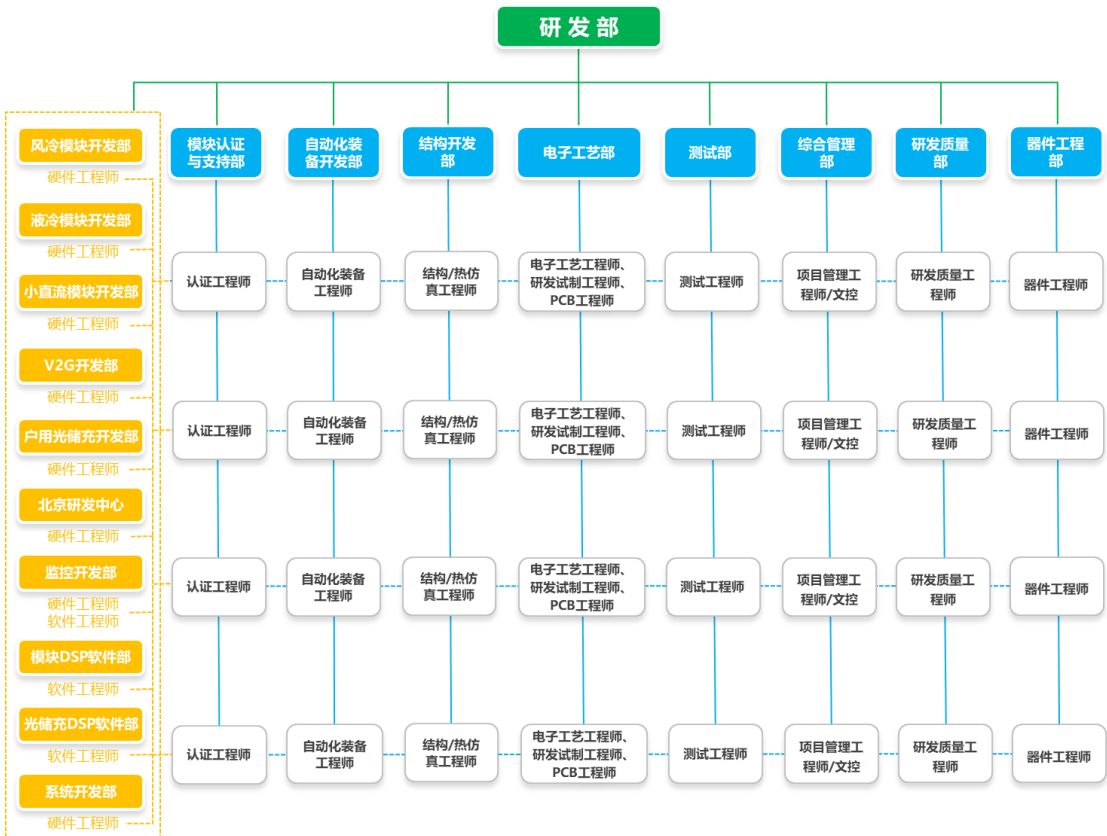 研发部
风冷模块开发部
硬件工程师
液冷模块开发部
硬件工程师
小直流模块开发部
硬件工程师
V2G开发部
硬件工程师
户用光储充开发部
硬件工程师
北京研发中心
硬件工程师
监控开发部
硬件工程师
软件工程师
模块DSP软件部
软件工程师
光储充DSP软件部
软件工程师
系统开发部
硬件工程师
模块认证
与支持部
自动化装
备开发部
结构开发
部
电子工艺部
测试部
综合管理
部
研发质量
部
器件工程
部
认证工程师
自动化装备
工程师
结构/热仿
真工程师
电子工艺工程师、
研发试制工程师、
PCB工程师
测试工程师
项目管理工
程师/文控
研发质量工
程师
器件工程师
认证工程师
自动化装备
工程师
结构/热仿
真工程师
电子工艺工程师、
研发试制工程师、
PCB工程师
测试工程师
项目管理工
程师/文控
研发质量工
程师
器件工程师
认证工程师
自动化装备
工程师
结构/热仿
真工程师
电子工艺工程师、
研发试制工程师、
PCB工程师
测试工程师
项目管理工
程师/文控
研发质量工
程师
器件工程师
认证工程师
自动化装备
工程师
结构/热仿
真工程师
电子工艺工程师、
研发试制工程师、
PCB工程师
测试工程师
项目管理工
程师/文控
研发质量工
程师
器件工程师